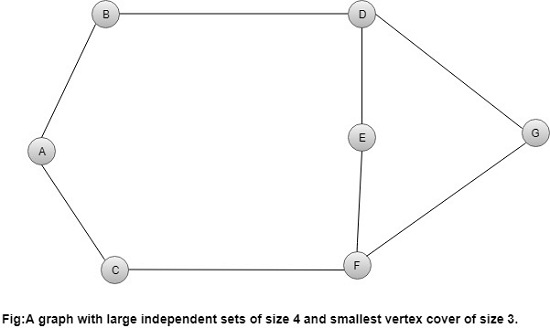 B
D
E
G
A
C
F
Fig:A graph with large independent sets of size 4 and smallest vertex cover of size 3.